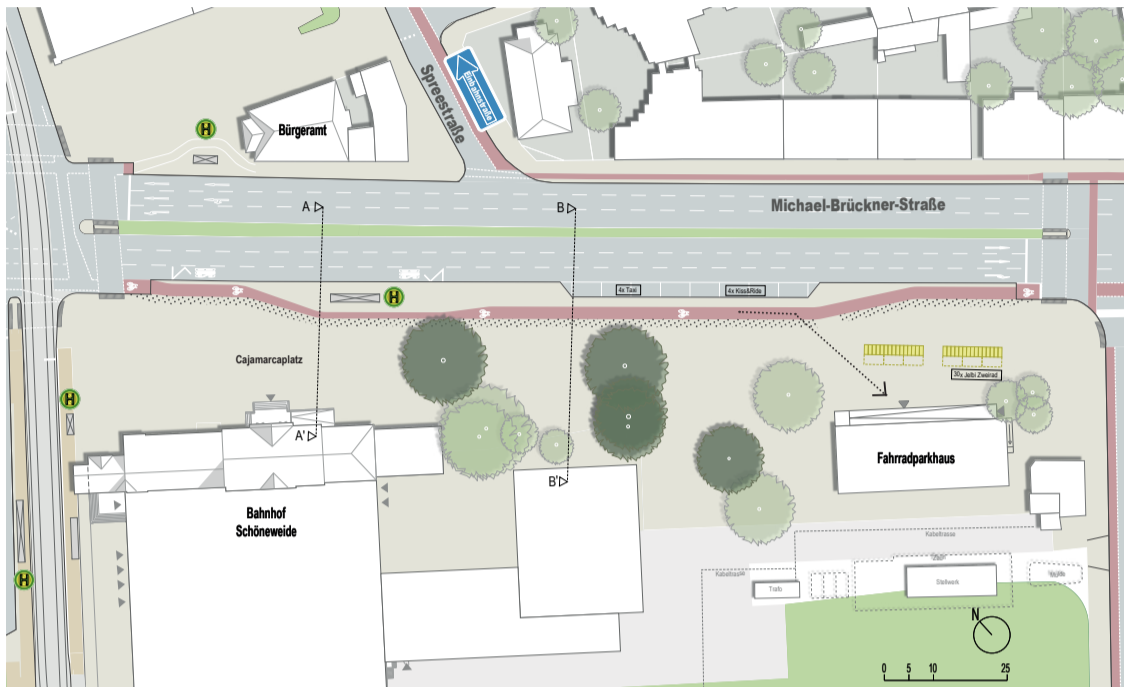 Spreestraße
Einbahnstraße
H
Bürgeramt
A
B
Michael-Brückner-Straße
4x Taxi
4x Kiss&Ride
H
Cajamarcaplatz
30x Jelbi Zweirad
H
A'
B'
Fahrradparkhaus
Bahnhof
Schöneweide
Kabeltrasse
H
Trafo
Stellwerk
N
0 5 10 25